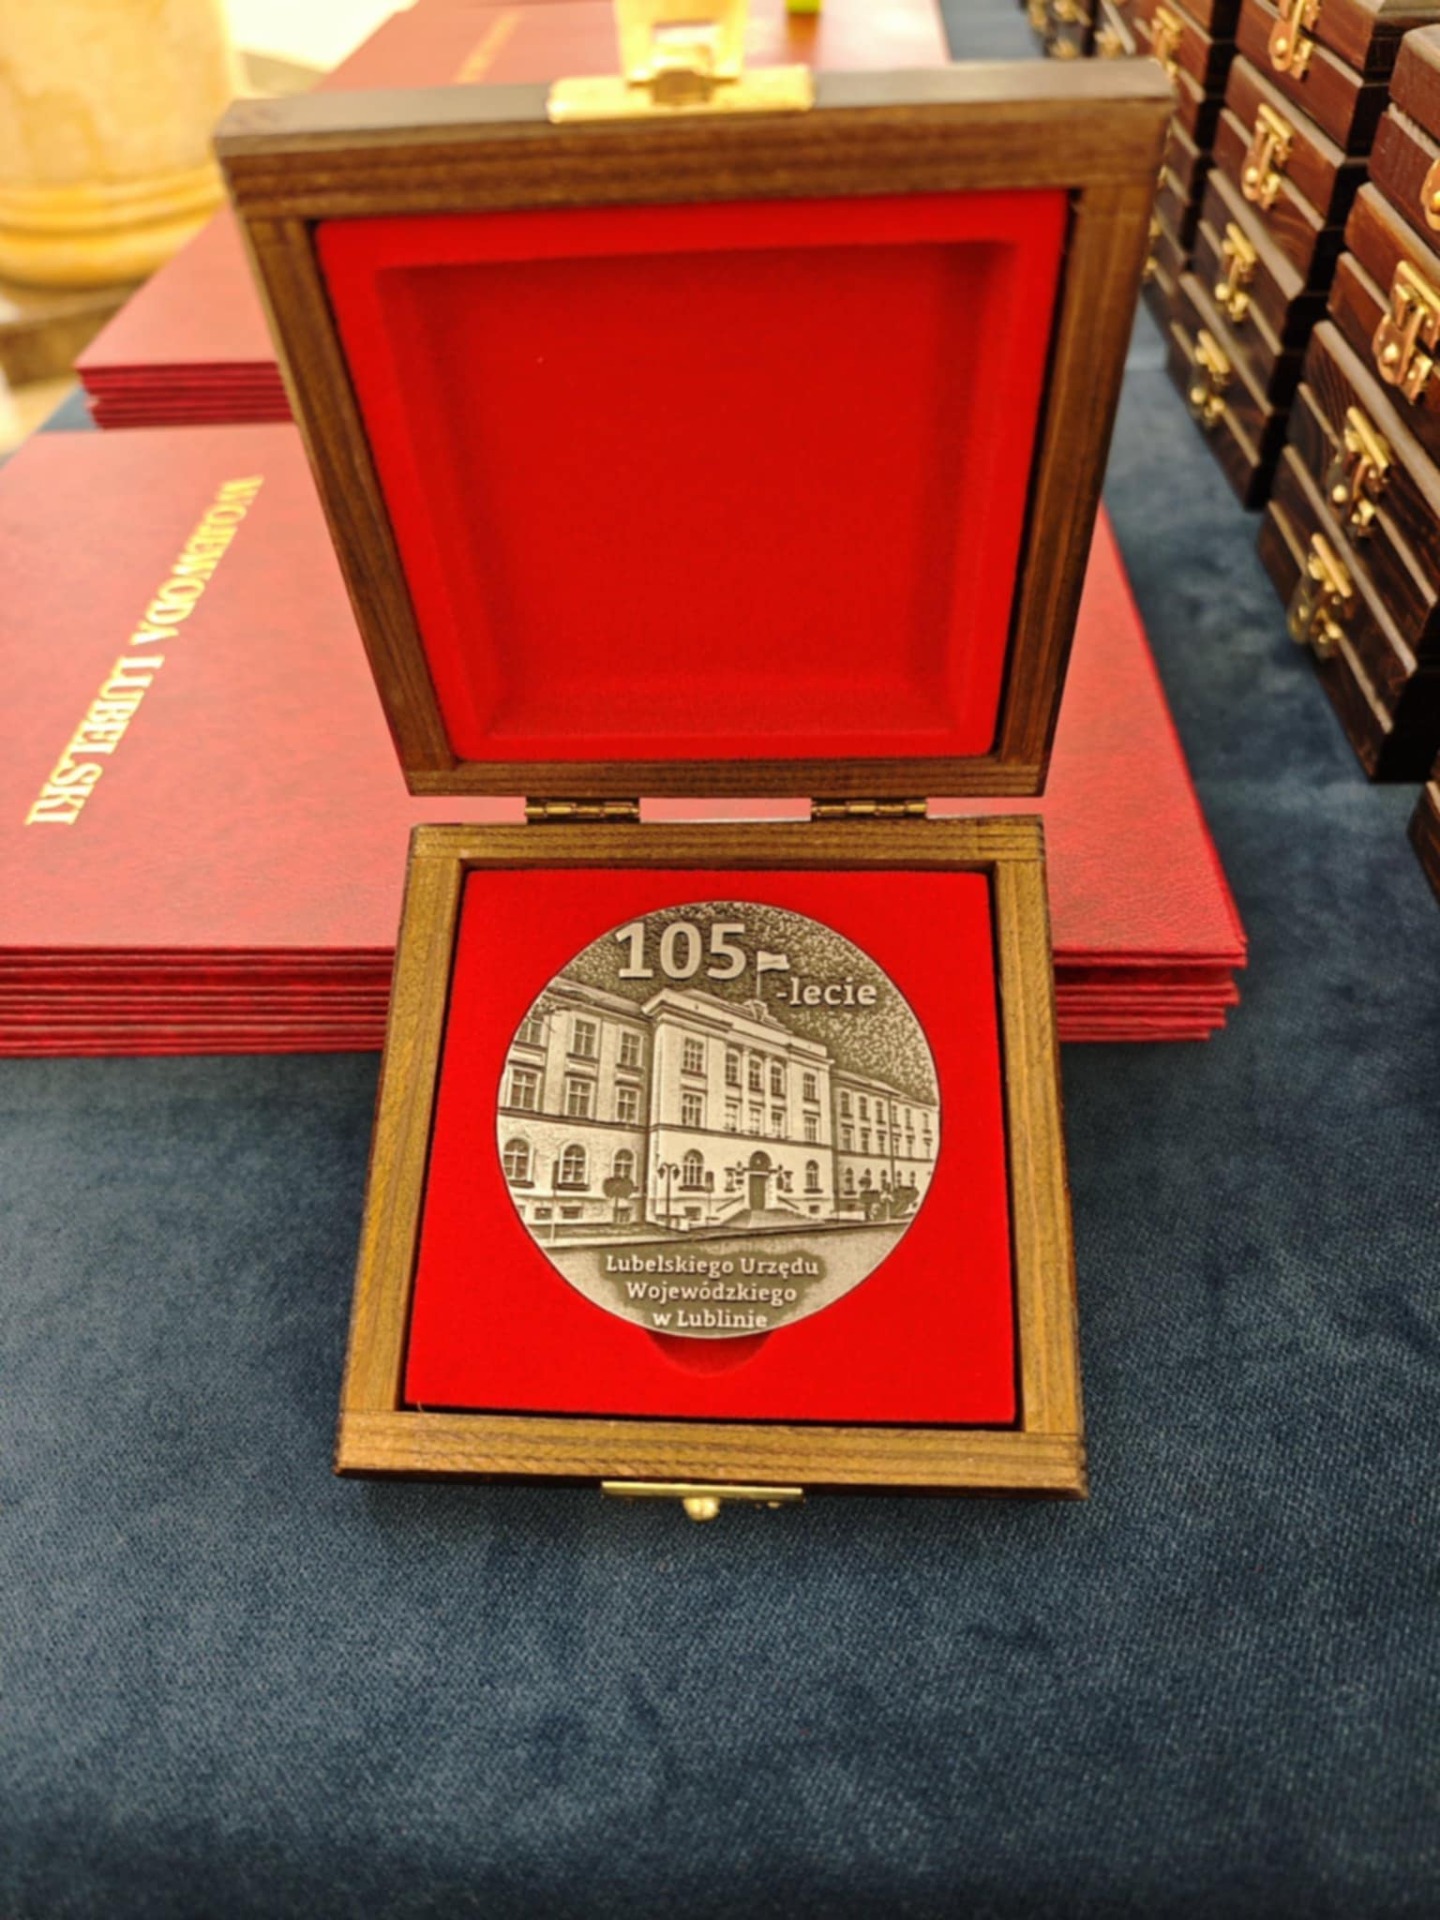 WOJEWODA LUBELSKI
105
-lecie
Lubelskiego Urzędu
Wojewódzkiego
w Lublinie